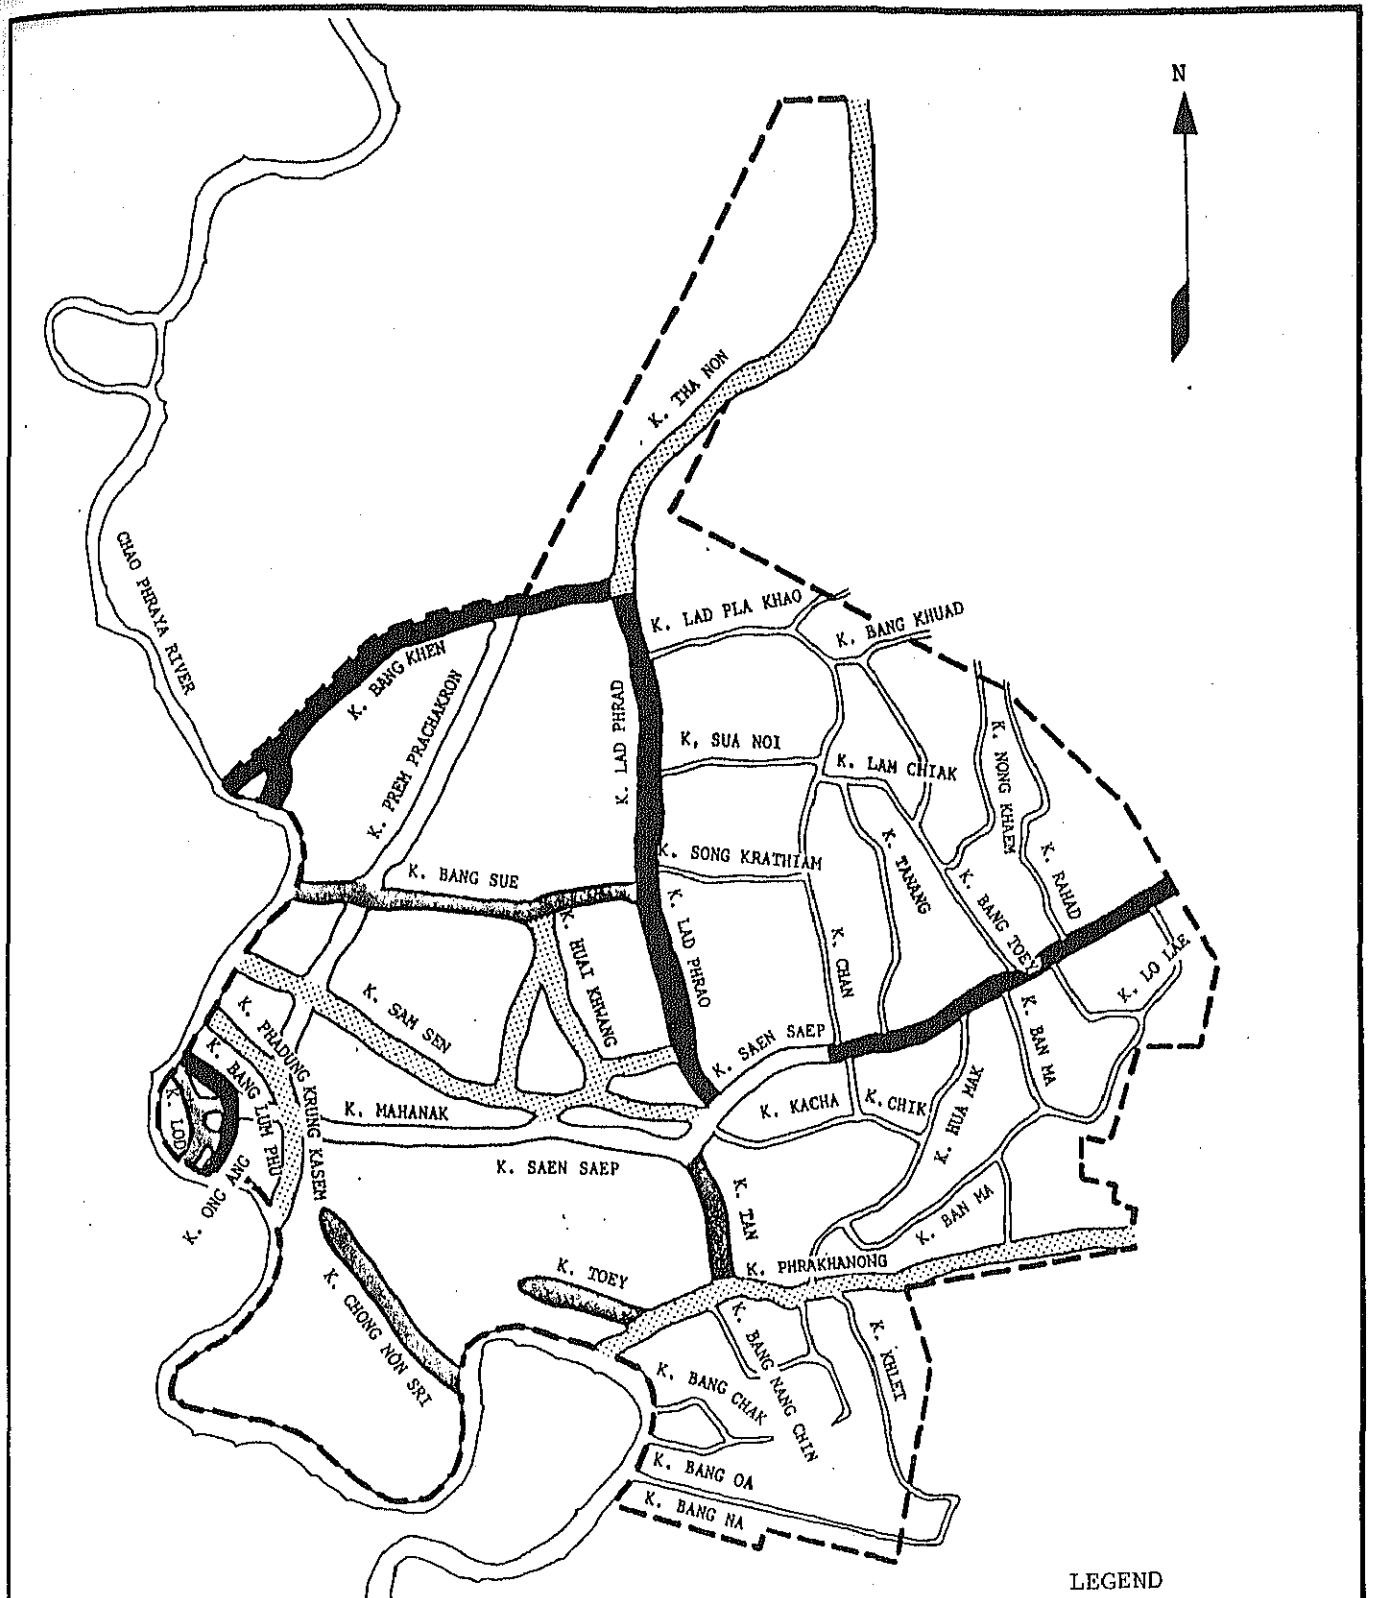 N
K. THA NON
CHAO PHRAYA RIVER
K. LAD PLA KHAO
K. BANG KHUAD
K. BANG KHEN
K. PREM PRACHAKRON
K. LAD PHRAD
K, SUA NOI
K. LAM CHIAK
K. NONG KHAEM
K. SONG KRATHIAM
K. TANANG
K. RAHAD
K. BANG SUE
K. BANG TOEY
K. HUAI KHWANG
K. LAD PHRAO
K. CHAN
K. LO LAE
K. SAM SEN
K. PHADUNG KRUNG KASEM
K. BANG LUM PHU
K. LOD
K. SAEN SAEP
K. BAN MA
K. MAHANAK
K. KACHA
K. CHIK
K. HUA MAK
K. SAEN SAEP
K. ONG ANG
K. TAN
K. BAN MA
K. PHRAKHANONG
K. TOEY
K. CHONG NON SRI
K. BANG NANG CHIN
K. KHLET
K. BANG CHAK
K. BANG OA
K. BANG NA
LEGEND